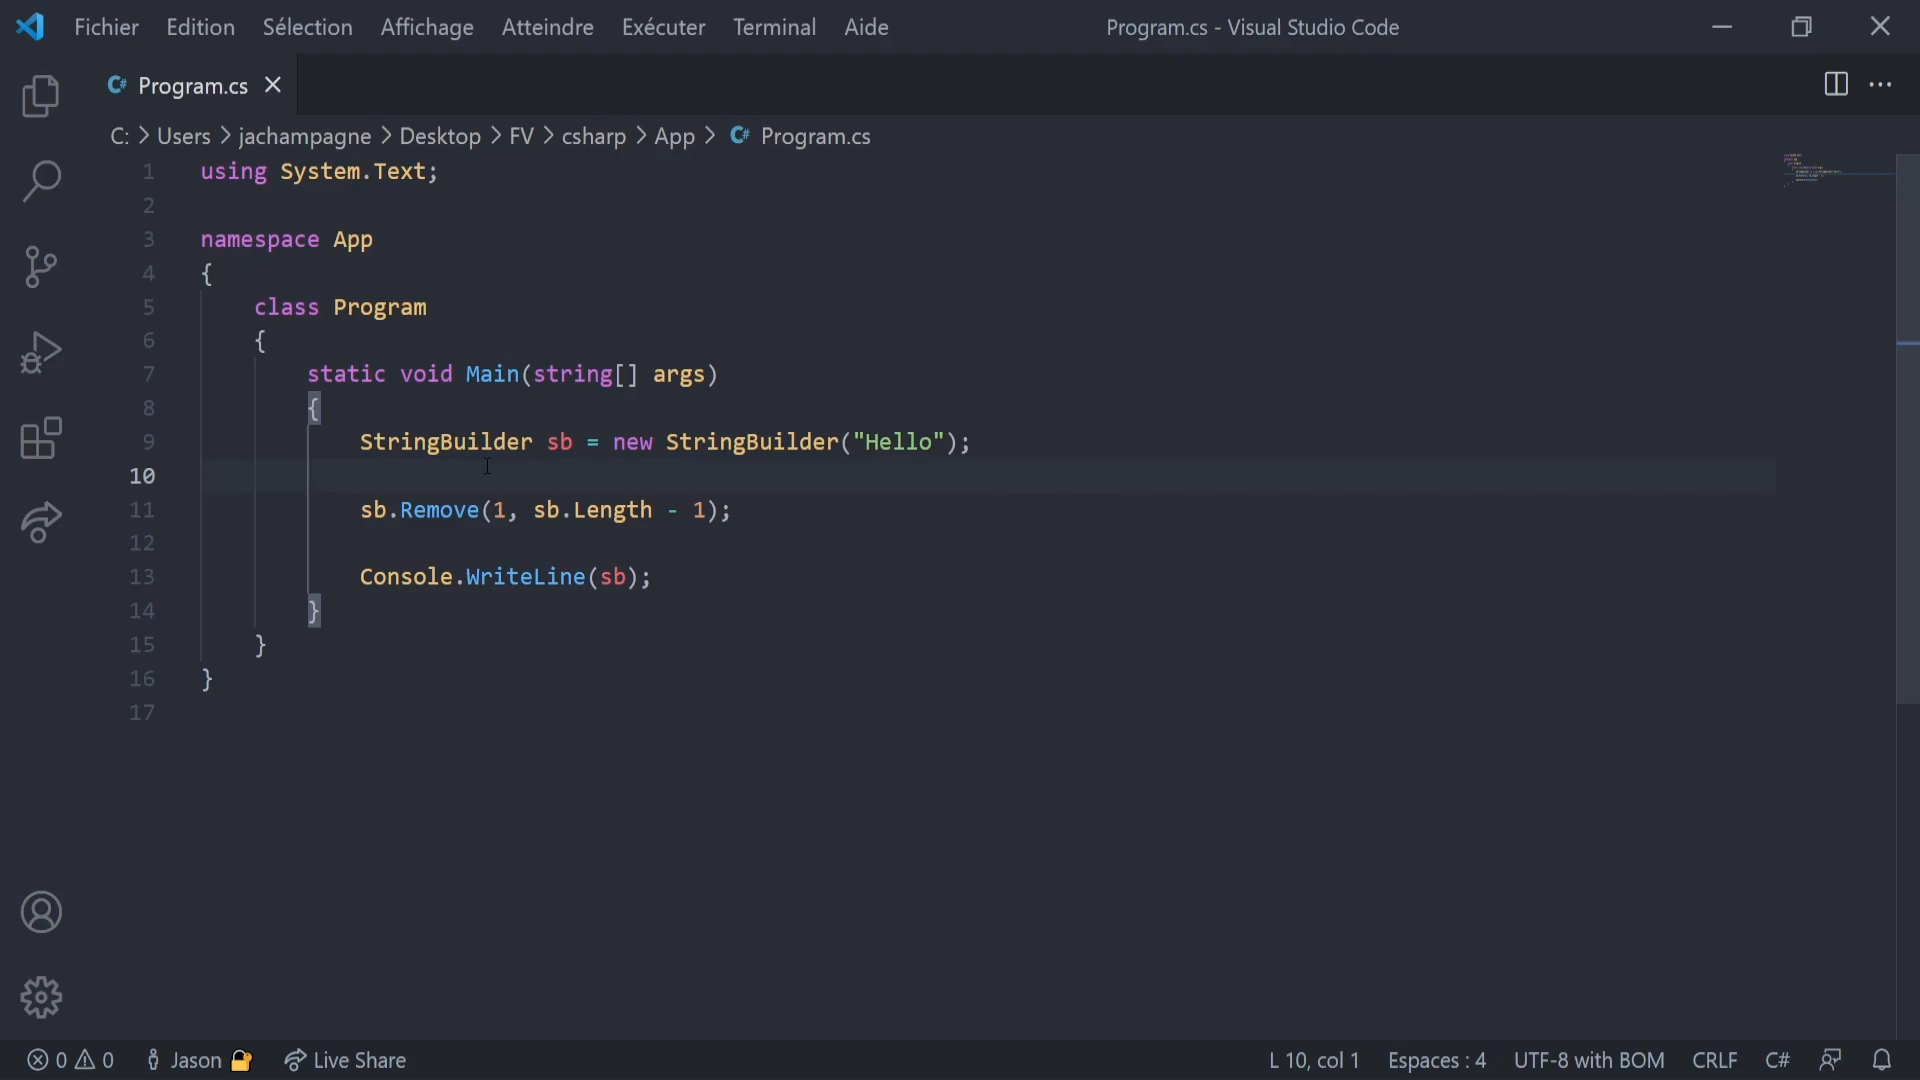 Fichier Edition Sélection Affichage Atteindre Exécuter Terminal Aide Program.cs - Visual Studio Code
C# Program.cs
C: > Users > jachampagne > Desktop > FV > csharp > App > C# Program.cs
1 using System.Text;
2
3 namespace App
4 {
5 class Program
6 {
7 static void Main(string[] args)
8 {
9 StringBuilder sb = new StringBuilder("Hello");
10
11 sb.Remove(1, sb.Length - 1);
12
13 Console.WriteLine(sb);
14 }
15 }
16 }
17
0 0 Jason Live Share L 10, col 1 Espaces : 4 UTF-8 with BOM CRLF C#